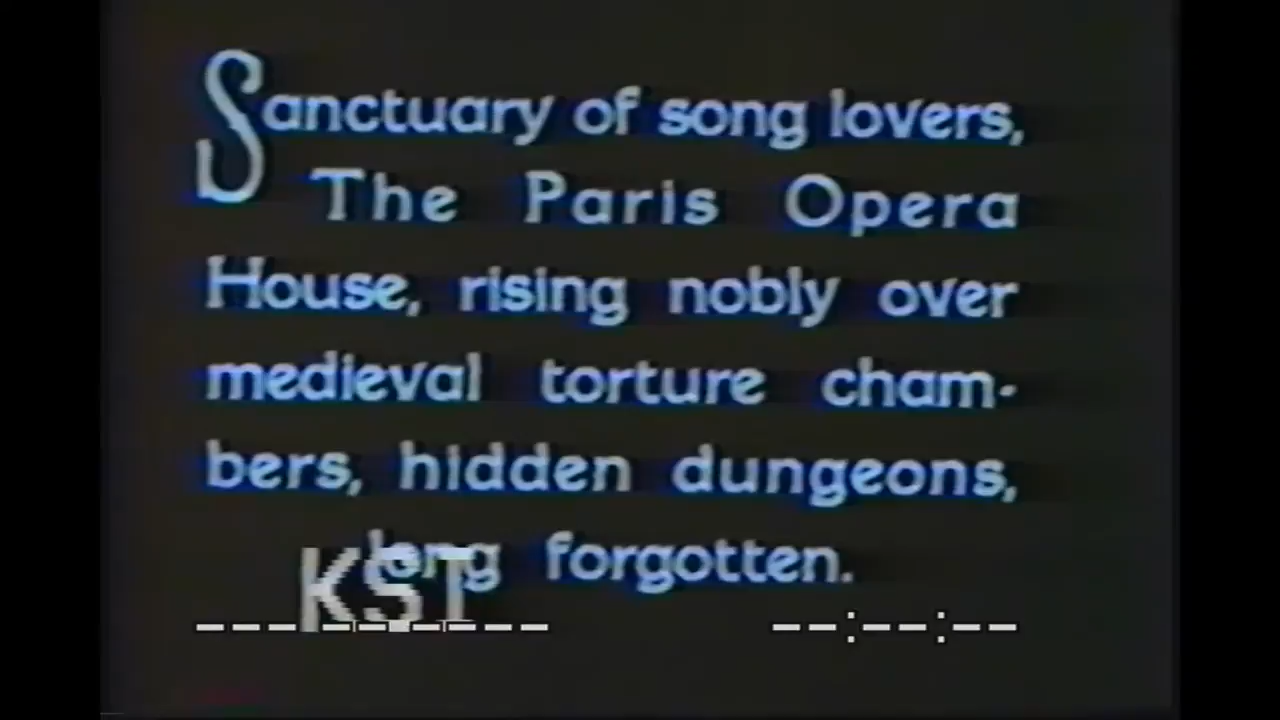 Sanctuary of song lovers,
The Paris Opera
House, rising nobly over
medieval torture cham-
bers, hidden dungeons,
long forgotten.
KST
--- -- -- --:--:--